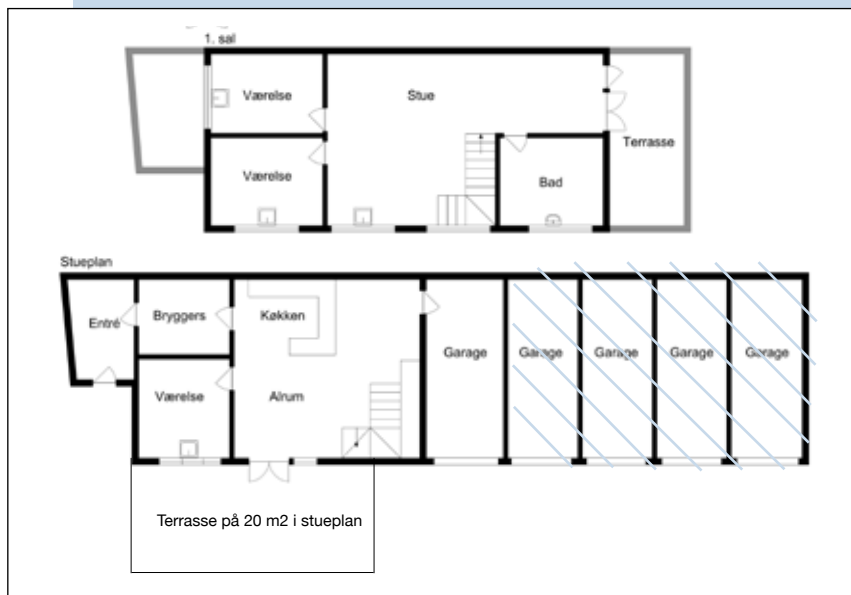 1. sal
Værelse
Stue
Terrasse
Værelse
Bad
Stueplan
Entré
Bryggers
Køkken
Garage
Garage
Garage
Garage
Garage
Værelse
Alrum
Terrasse på 20 m2 i stueplan